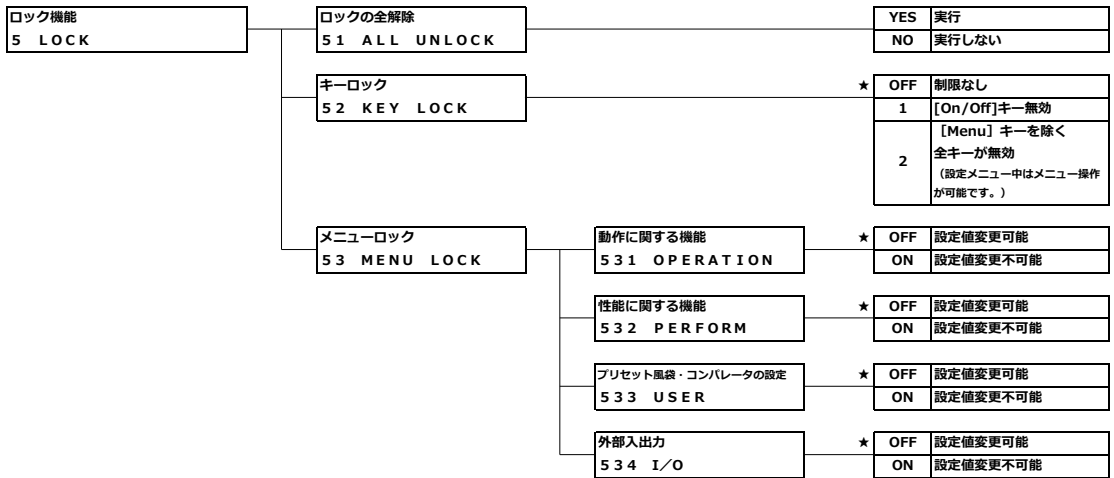 ロック機能
5 LOCK
ロックの全解除
51 ALL UNLOCK
YES 実行
NO 実行しない
キーロック
52 KEY LOCK
★ OFF 制限なし
1 [On/Off]キー無効
2 [Menu]キーを除く
全キーが無効
(設定メニュー中はメニュー操作
が可能です。)
メニューロック
53 MENU LOCK
動作に関する機能
531 OPERATION
★ OFF 設定値変更可能
ON 設定値変更不可能
性能に関する機能
532 PERFORM
★ OFF 設定値変更可能
ON 設定値変更不可能
プリセット風袋・コンパレータの設定
533 USER
★ OFF 設定値変更可能
ON 設定値変更不可能
外部入出力
534 I/O
★ OFF 設定値変更可能
ON 設定値変更不可能